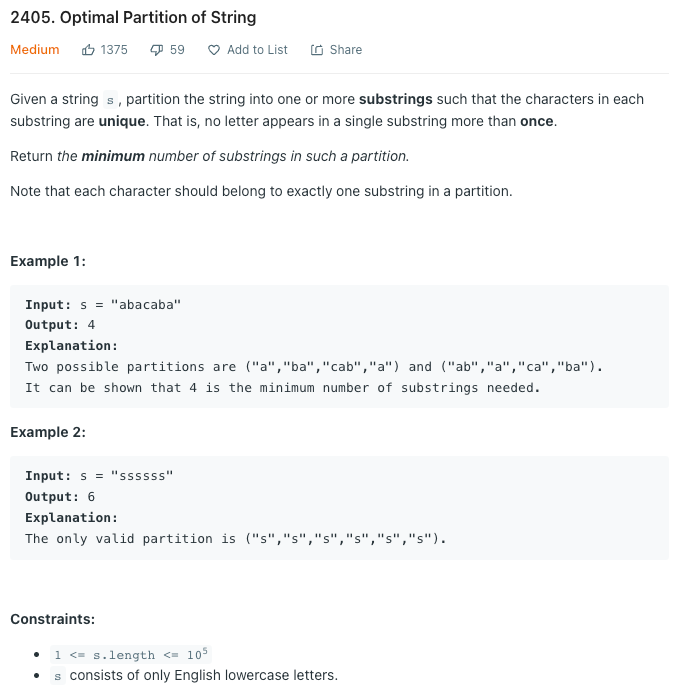 2405. Optimal Partition of String
Medium 1375 59 Add to List Share
Given a string s , partition the string into one or more substrings such that the characters in each
substring are unique. That is, no letter appears in a single substring more than once.
Return the minimum number of substrings in such a partition.
Note that each character should belong to exactly one substring in a partition.
Example 1:
Input: s = "abacaba"
Output: 4
Explanation:
Two possible partitions are ("a","ba","cab","a") and ("ab","a","ca","ba").
It can be shown that 4 is the minimum number of substrings needed.
Example 2:
Input: s = "ssssss"
Output: 6
Explanation:
The only valid partition is ("s","s","s","s","s","s").
Constraints:
• 1 <= s.length <= 10⁵
• s consists of only English lowercase letters.